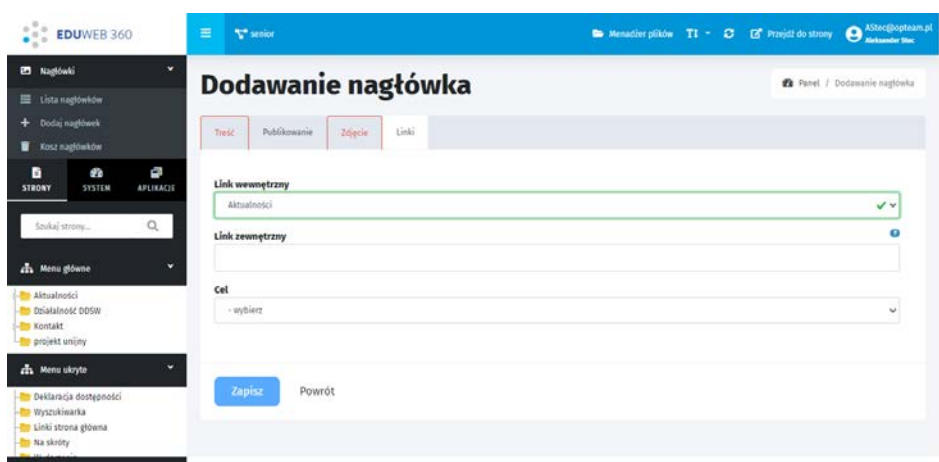 EDUWEB 360
senior
Menadżer plików
Przejdź do strony
AStec@opteam.pl
Aleksander Stec
Nagłówki
Lista nagłówków
Dodaj nagłówek
Kosz nagłówków
STRONY SYSTEM APLIKACJE
Szukaj strony...
Menu główne
Aktualności
Działalność DDSW
Kontakt
projekt unijny
Menu ukryte
Deklaracja dostępności
Wyszukiwarka
Linki strona główna
Na skróty
Dodawanie nagłówka
Panel / Dodawanie nagłówka
Treść Publikowanie Zdjęcie Linki
Link wewnętrzny
Aktualności
Link zewnętrzny
Cel
- wybierz
Zapisz Powrót